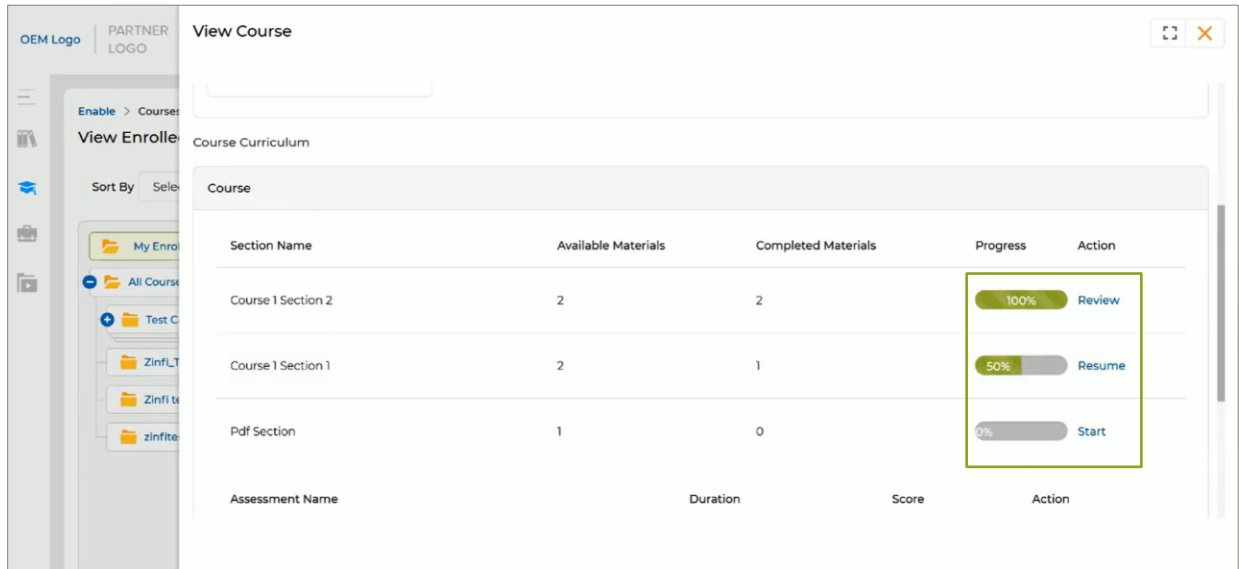 OEM Logo
PARTNER
LOGO
View Course
Enable > Courses
View Enrolle
Sort By Sele
My Enrol
All Course
Test C
Zinfi_T
Zinfi te
zinfite
Course Curriculum
Course
Section Name Available Materials Completed Materials Progress Action
Course 1 Section 2 2 2 100% Review
Course 1 Section 1 2 1 50% Resume
Pdf Section 1 0 0% Start
Assessment Name Duration Score Action